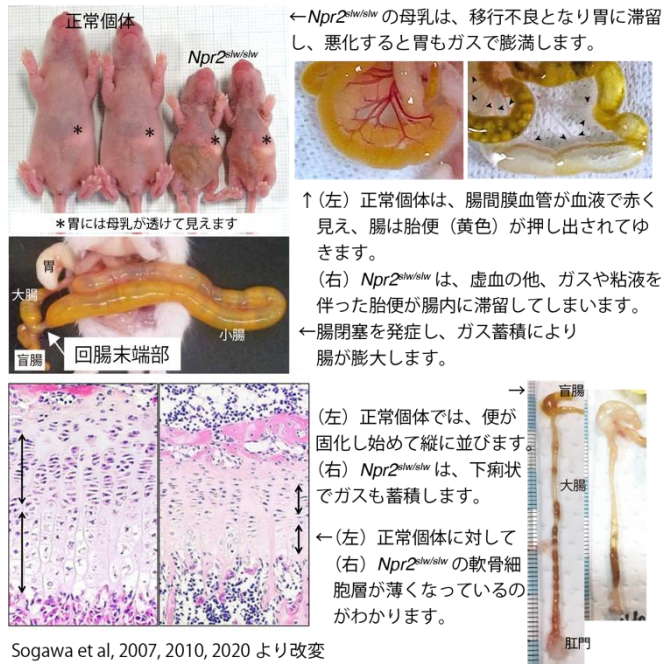 正常個体
Npr2slw/slw
*胃には母乳が透けて見えます
←Npr2slw/slw の母乳は、移行不良となり胃に滞留
し、悪化すると胃もガスで膨満します。
↑（左）正常個体は、腸間膜血管が血液で赤く
見え、腸は胎便（黄色）が押し出されてゆ
きます。
（右）Npr2slw/slw は、虚血の他、ガスや粘液を
伴った胎便が腸内に滞留してしまいます。
←腸閉塞を発症し、ガス蓄積により
腸が膨大します。
胃
大腸
盲腸
回腸末端部
小腸
→
（左）正常個体では、便が
固化し始めて縦に並びます。
（右）Npr2slw/slw は、下痢状
でガスも蓄積します。
←（左）正常個体に対して
（右）Npr2slw/slw の軟骨細
胞層が薄くなっているの
がわかります。
盲腸
大腸
肛門
Sogawa et al, 2007, 2010, 2020 より改変